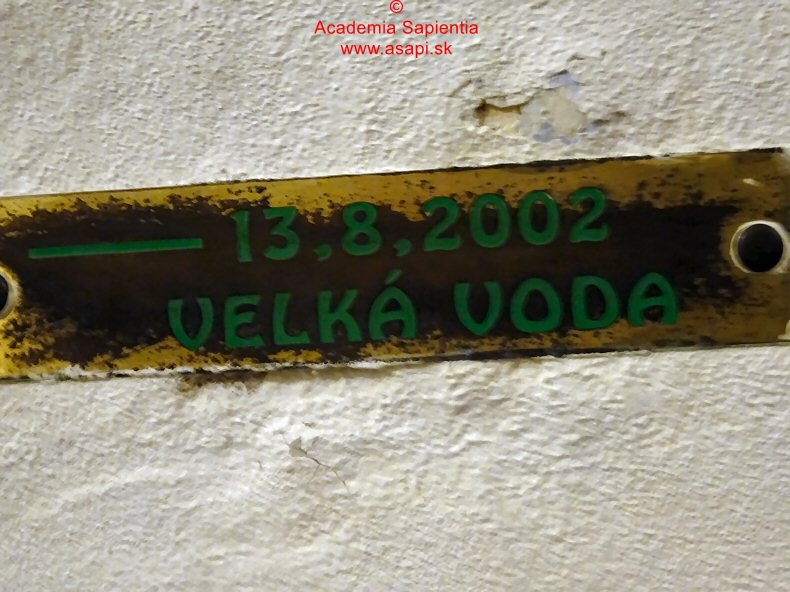 ©
Academia Sapientia
www.asapi.sk
13,8,2002
VELKÁ VODA